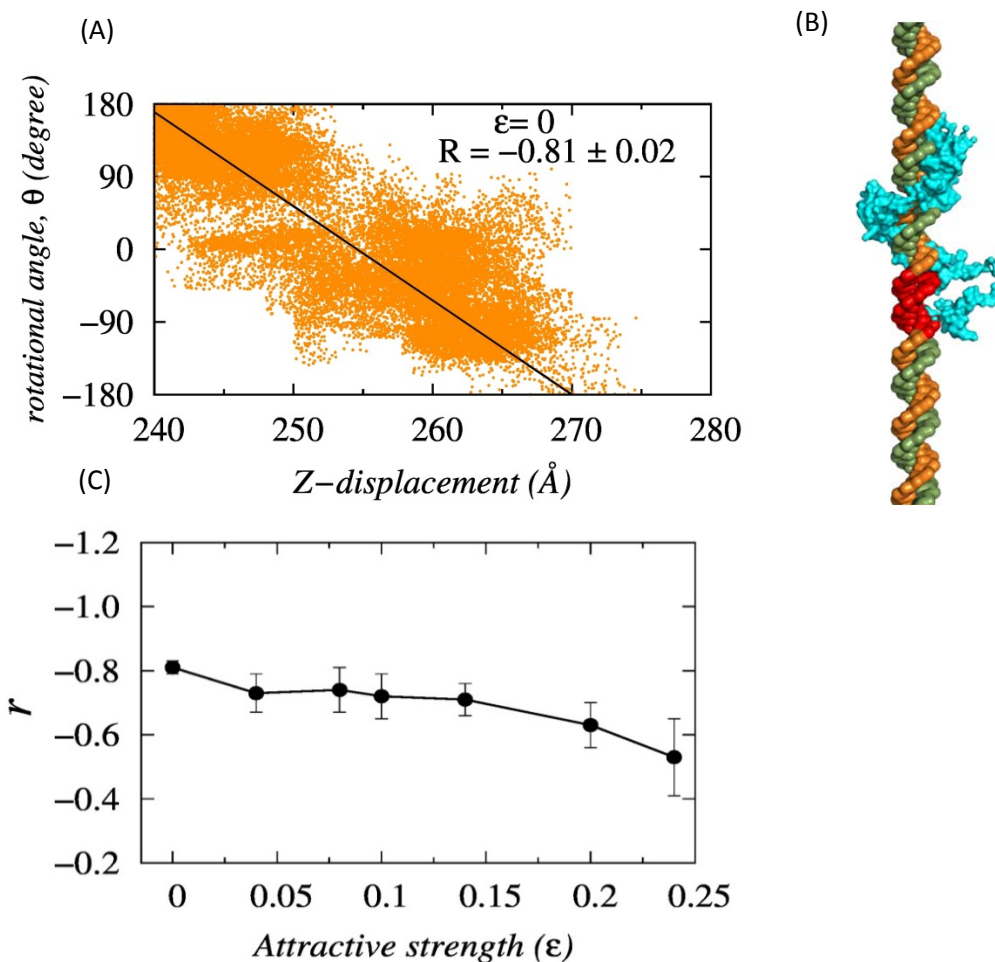 (A)
(B)
rotational angle, θ (degree)
180
90
0
−90
−180
ε= 0
R = −0.81 ± 0.02
240
250
260
270
280
Z−displacement (Å)
(C)
r
−1.2
−1.0
−0.8
−0.6
−0.4
−0.2
0
0.05
0.1
0.15
0.2
0.25
Attractive strength (ε)